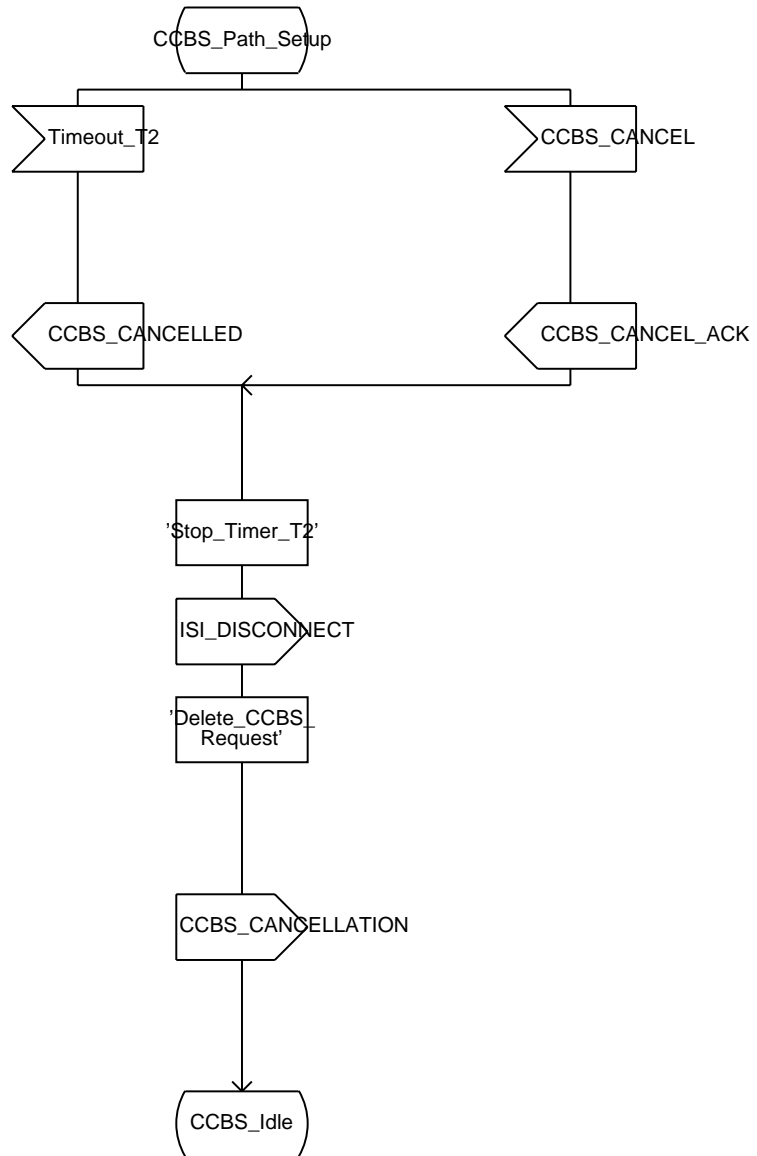 CCBS_Path_Setup
Timeout_T2
CCBS_CANCEL
CCBS_CANCELLED
CCBS_CANCEL_ACK
’Stop_Timer_T2’
ISI_DISCONNECT
’Delete_CCBS_
Request’
CCBS_CANCELLATION
CCBS_Idle